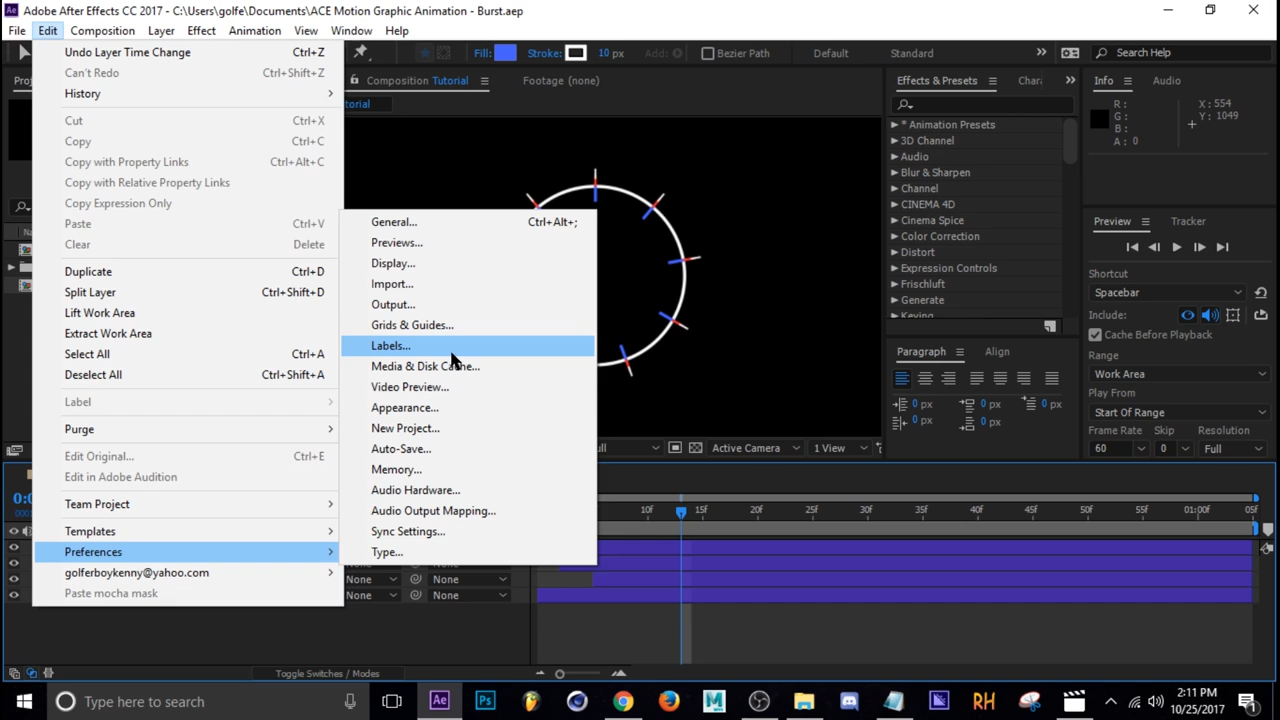 Adobe After Effects CC 2017 - C:\Users\golfe\Documents\ACE Motion Graphic Animation - Burst.aep
File Edit Composition Layer Effect Animation View Window Help
Fill: Stroke: 10 px Add: Bezier Path Default Standard Search Help
Undo Layer Time Change Ctrl+Z
Can't Redo Ctrl+Shift+Z
History
Cut Ctrl+X
Copy Ctrl+C
Copy with Property Links Ctrl+Alt+C
Copy with Relative Property Links
Copy Expression Only
Paste Ctrl+V
Clear Delete
Duplicate Ctrl+D
Split Layer Ctrl+Shift+D
Lift Work Area
Extract Work Area
Select All Ctrl+A
Deselect All Ctrl+Shift+A
Label
Purge
Edit Original... Ctrl+E
Edit in Adobe Audition
Team Project
Templates
Preferences
golferboykenny@yahoo.com
Paste mocha mask
General... Ctrl+Alt+;
Previews...
Display...
Import...
Output...
Grids & Guides...
Labels...
Media & Disk Cache...
Video Preview...
Appearance...
New Project...
Auto-Save...
Memory...
Audio Hardware...
Audio Output Mapping...
Sync Settings...
Type...
Composition Tutorial
Footage (none)
Active Camera 1 View
Effects & Presets
* Animation Presets
3D Channel
Audio
Blur & Sharpen
Channel
CINEMA 4D
Cinema Spice
Color Correction
Distort
Expression Controls
Frischluft
Generate
Keying
Paragraph Align
0 px 0 px 0 px
0 px 0 px
Info Audio
R: X: 554
G: Y: 1049
B:
A: 0
Preview Tracker
Shortcut
Spacebar
Include:
Cache Before Playback
Range
Work Area
Play From
Start Of Range
Frame Rate Skip Resolution
60 0 Full
10f 15f 20f 25f 01:00f 05f
None None
None None
None None
Toggle Switches / Modes
Type here to search
Ae Ps RH
2:11 PM
10/25/2017